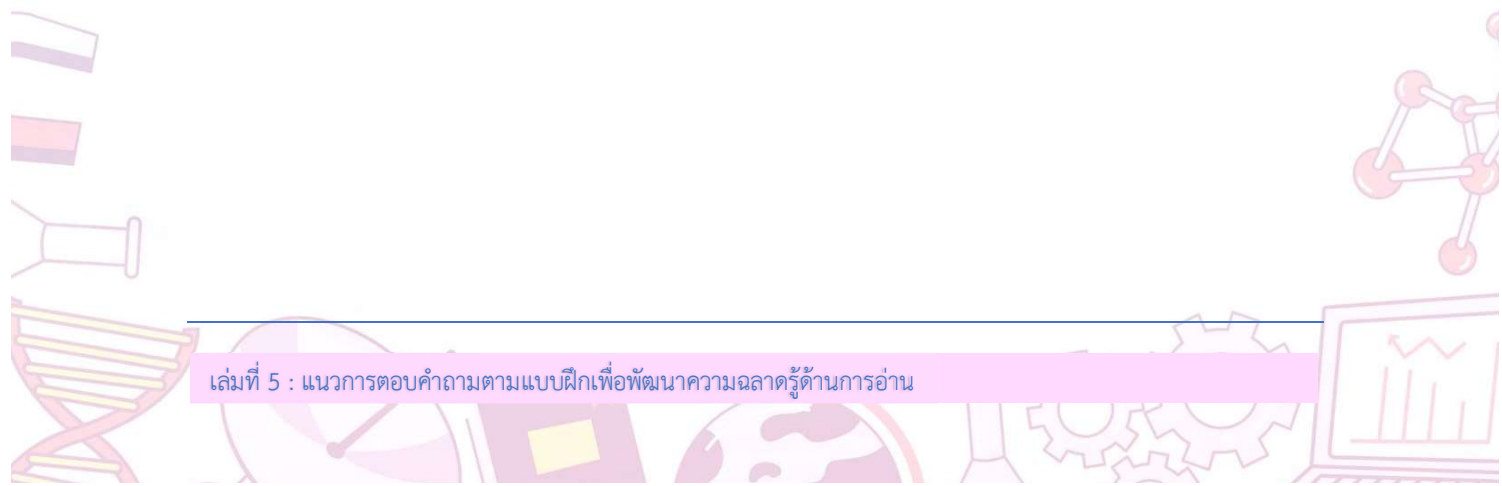 เล่มที่ 5 : แนวการตอบคำถามตามแบบฝึกเพื่อพัฒนาความฉลาดรู้ด้านการอ่าน